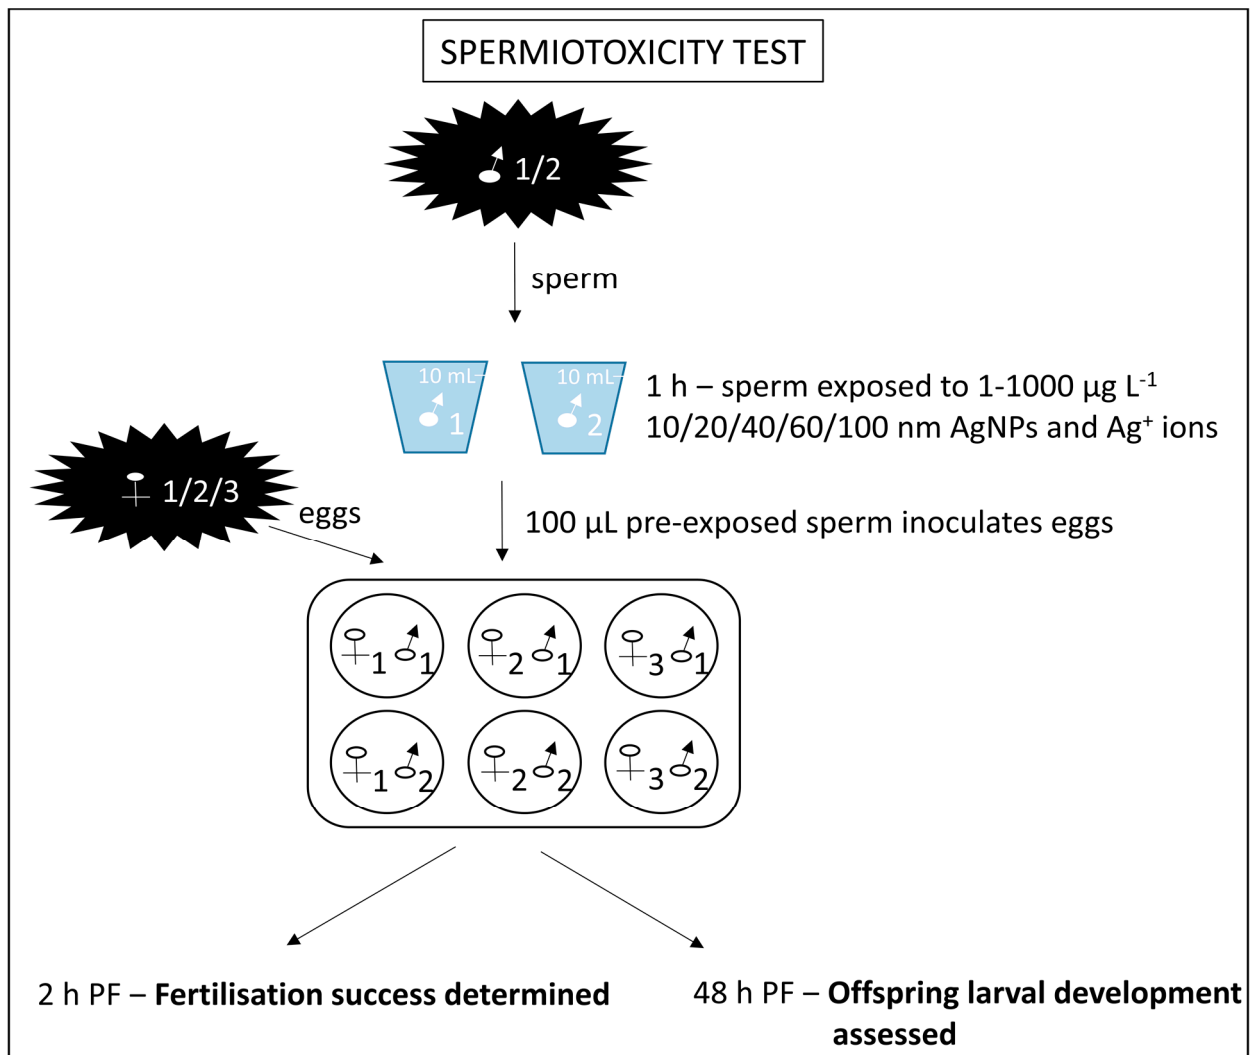 SPERMIOTOXICITY TEST
1/2
sperm
10 mL
10 mL
1
2
1 h – sperm exposed to 1-1000 µg L⁻¹
10/20/40/60/100 nm AgNPs and Ag⁺ ions
1/2/3
eggs
100 µL pre-exposed sperm inoculates eggs
1 1
2 1
3 1
1 2
2 2
3 2
2 h PF – Fertilisation success determined
48 h PF – Offspring larval development
assessed